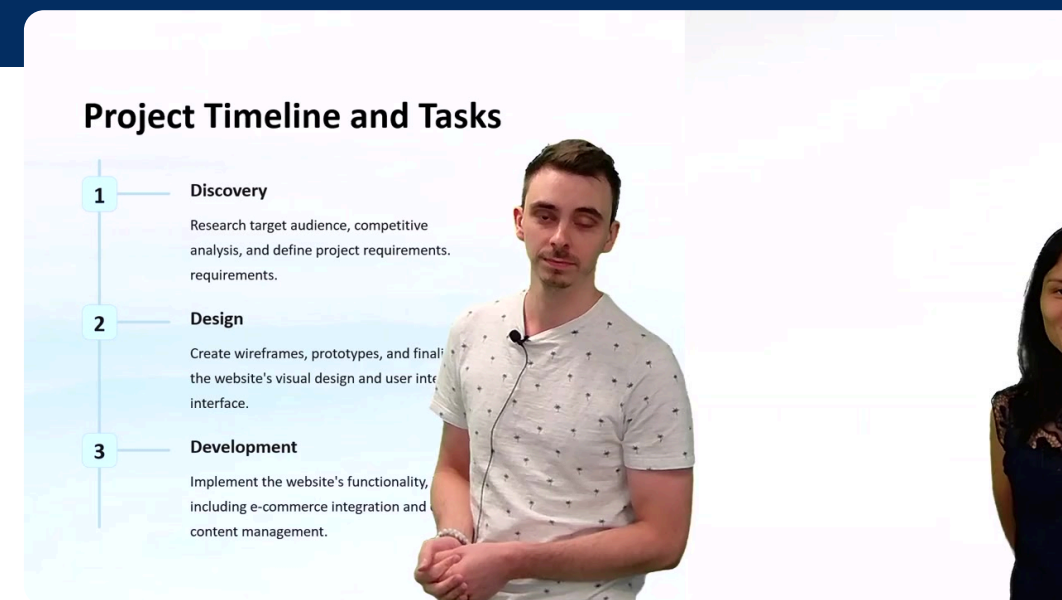 Project Timeline and Tasks
1
Discovery
Research target audience, competitive
analysis, and define project requirements.
requirements.
2
Design
Create wireframes, prototypes, and
the website's visual design and user
interface.
3
Development
Implement the website's functionality,
including e-commerce integration and
content management.